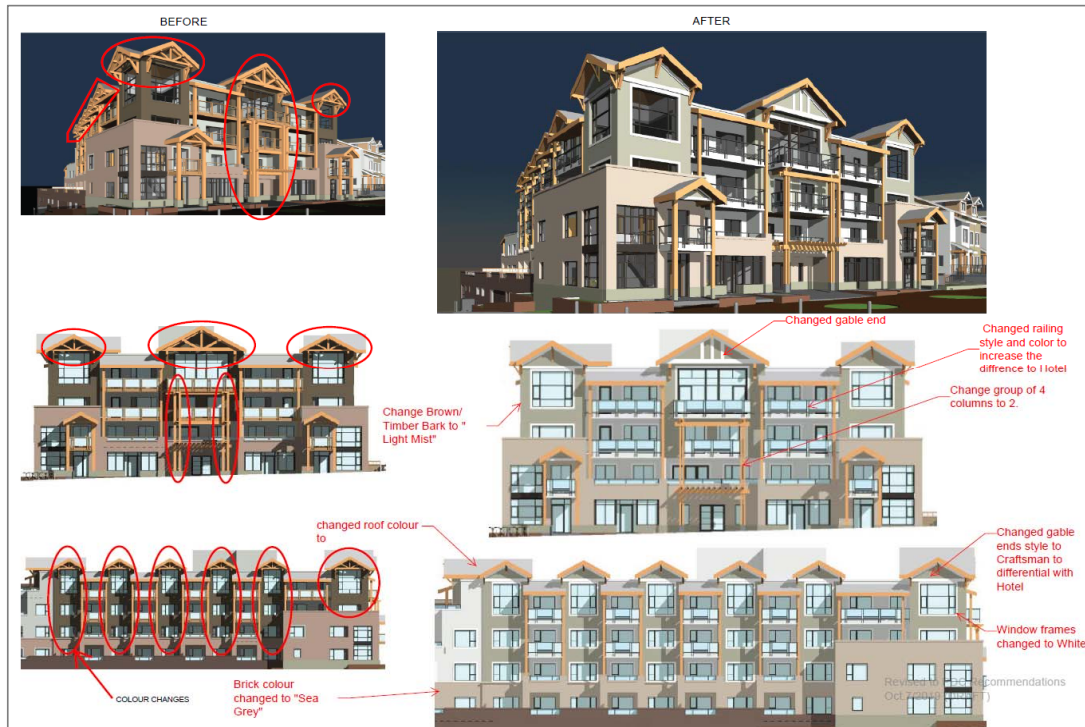 BEFORE
AFTER
Changed gable end
Changed railing
style and color to
increase the
diffrence to Hotel
Change group of 4
columns to 2.
Change Brown/
Timber Bark to "
Light Mist"
changed roof colour
to
Changed gable
ends style to
Craftsman to
differential with
Hotel
Window frames
changed to White
COLOUR CHANGES
Brick colour
changed to "Sea
Grey"
Revised to
Recommendations